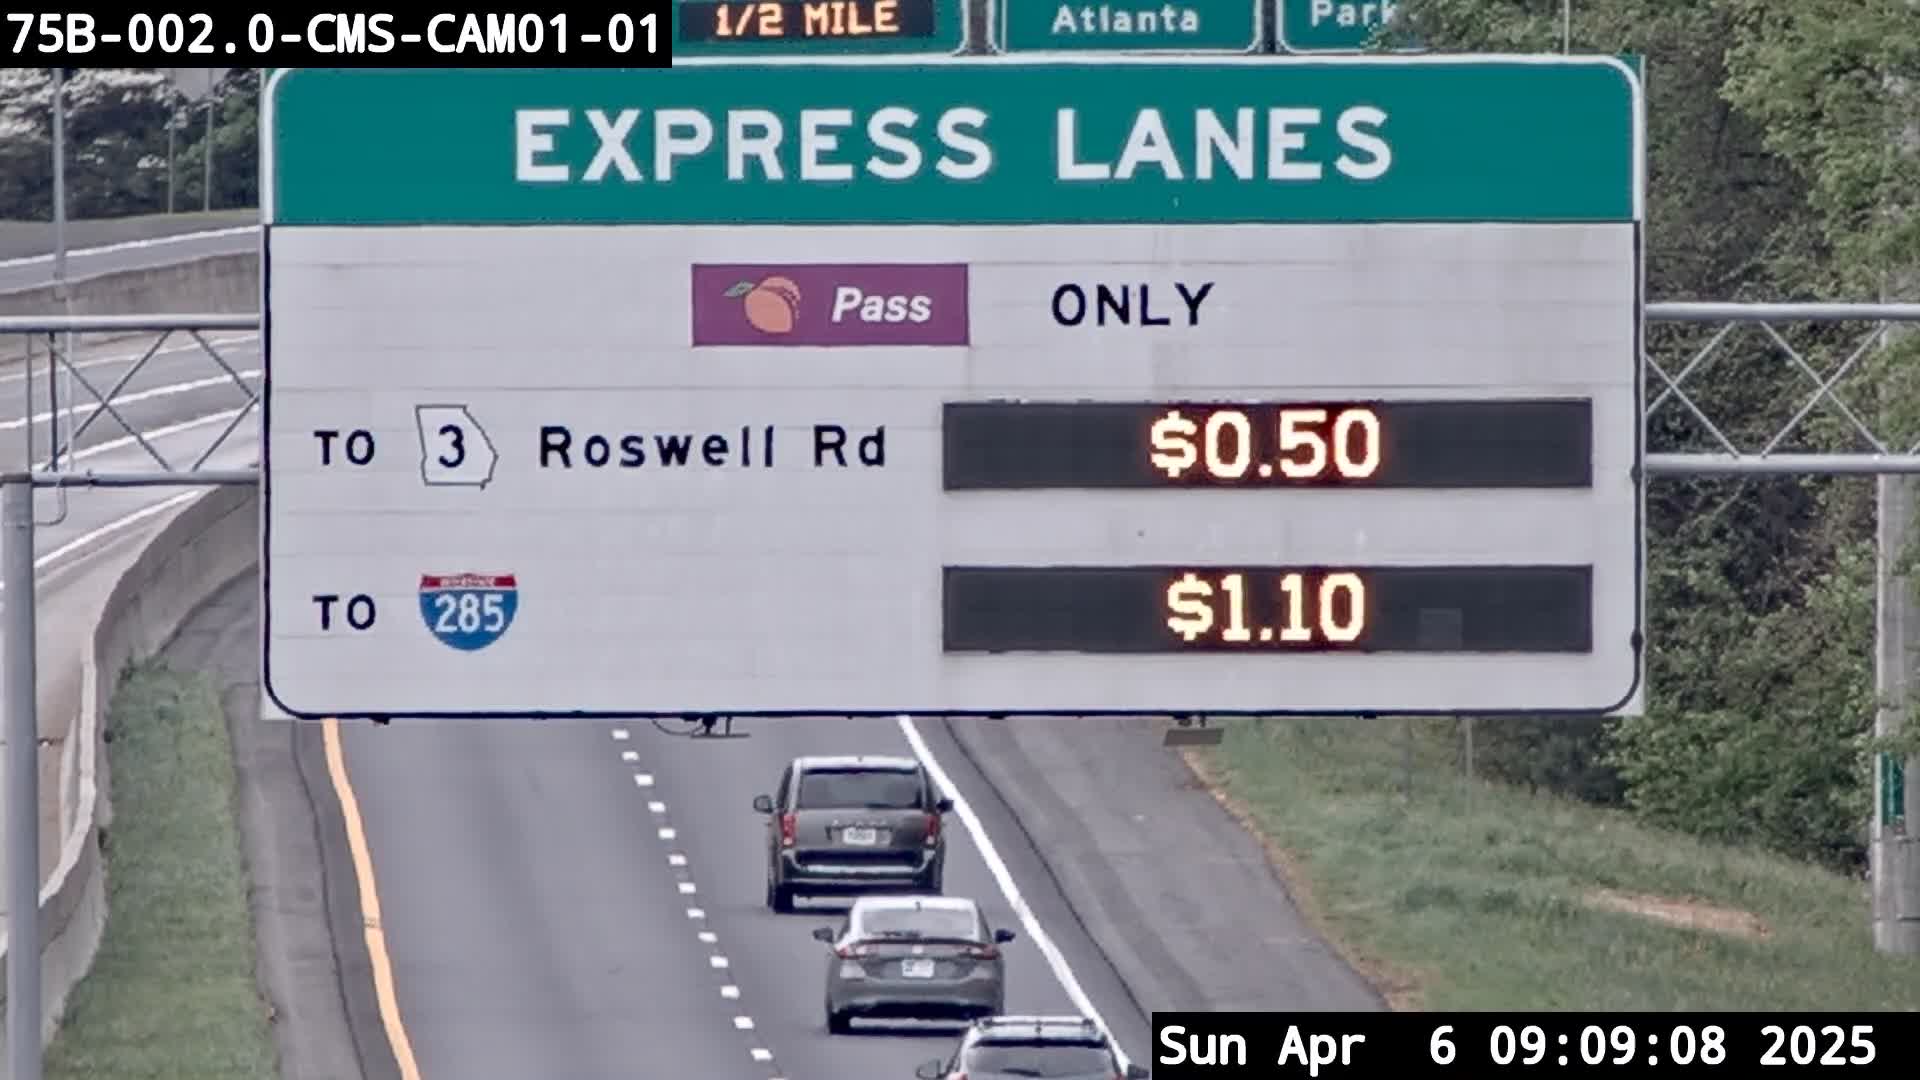 75B-002.0-CMS-CAM01-01
1/2 MILE
Atlanta
Park
EXPRESS LANES
Pass ONLY
TO 3 Roswell Rd $0.50
TO 285 $1.10
Sun Apr 6 09:09:08 2025